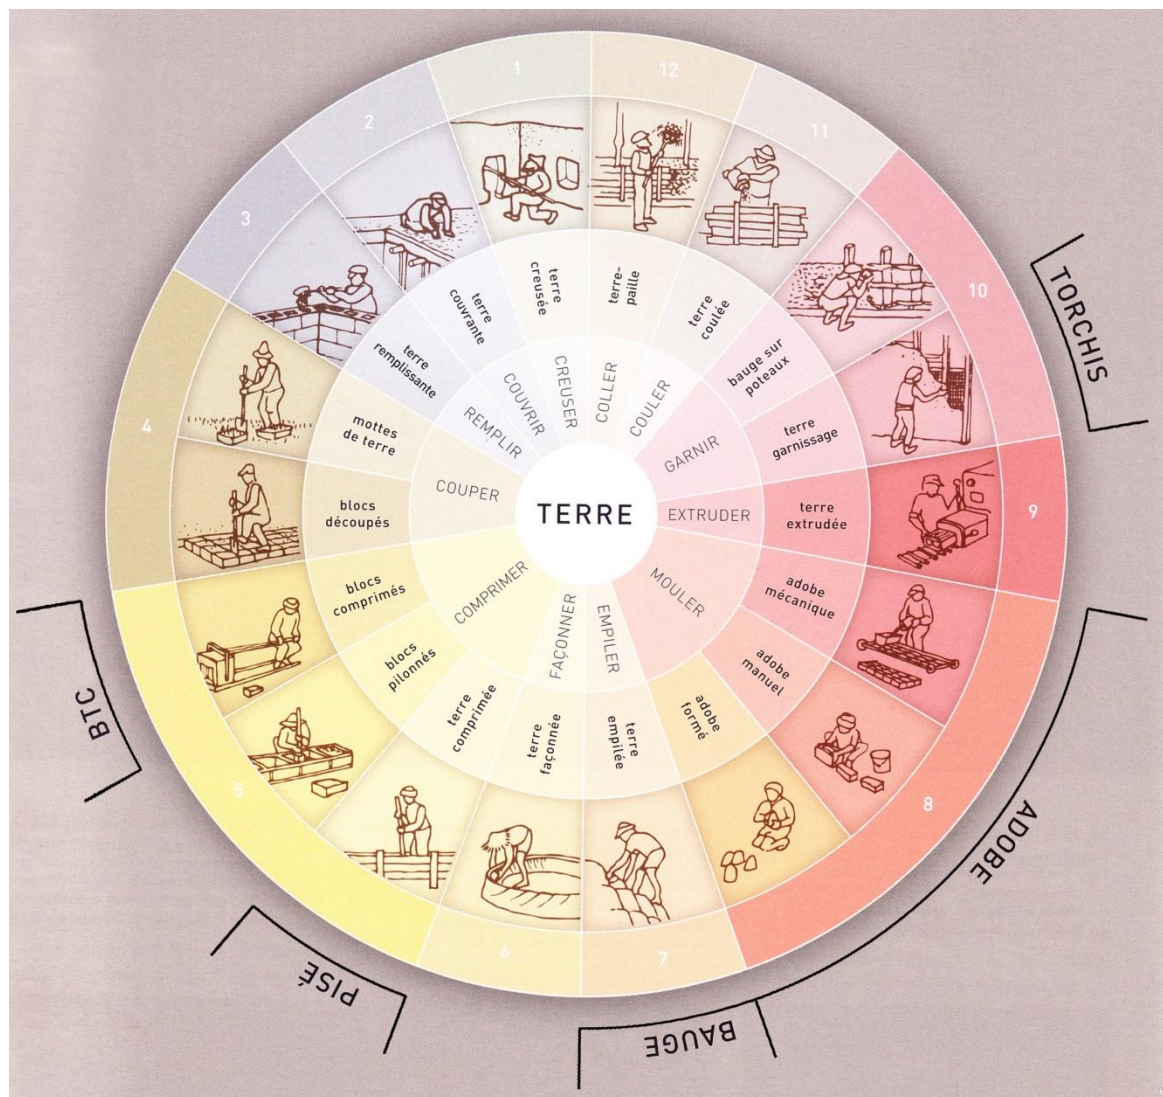 TERRE
CREUSER
COUVRIR
REMPLIR
COUPER
COMPRIMER
FAÇONNER
EMPILER
MOULER
EXTRUDER
GARNIR
COULER
COLLER
terre
creusée
terre
couvrante
terre
remplissante
mottes
de terre
blocs
découpés
blocs
comprimés
blocs
pilonnés
terre
comprimée
terre
façonnée
terre
empilée
adobe
formé
adobe
manuel
adobe
mécanique
terre
extrudée
terre
garnissage
bauge sur
poteaux
terre
coulée
terre-
paille
1
2
3
4
5
6
7
8
9
10
11
12
BTC
PISÉ
BAUGE
ADOBE
TORCHIS